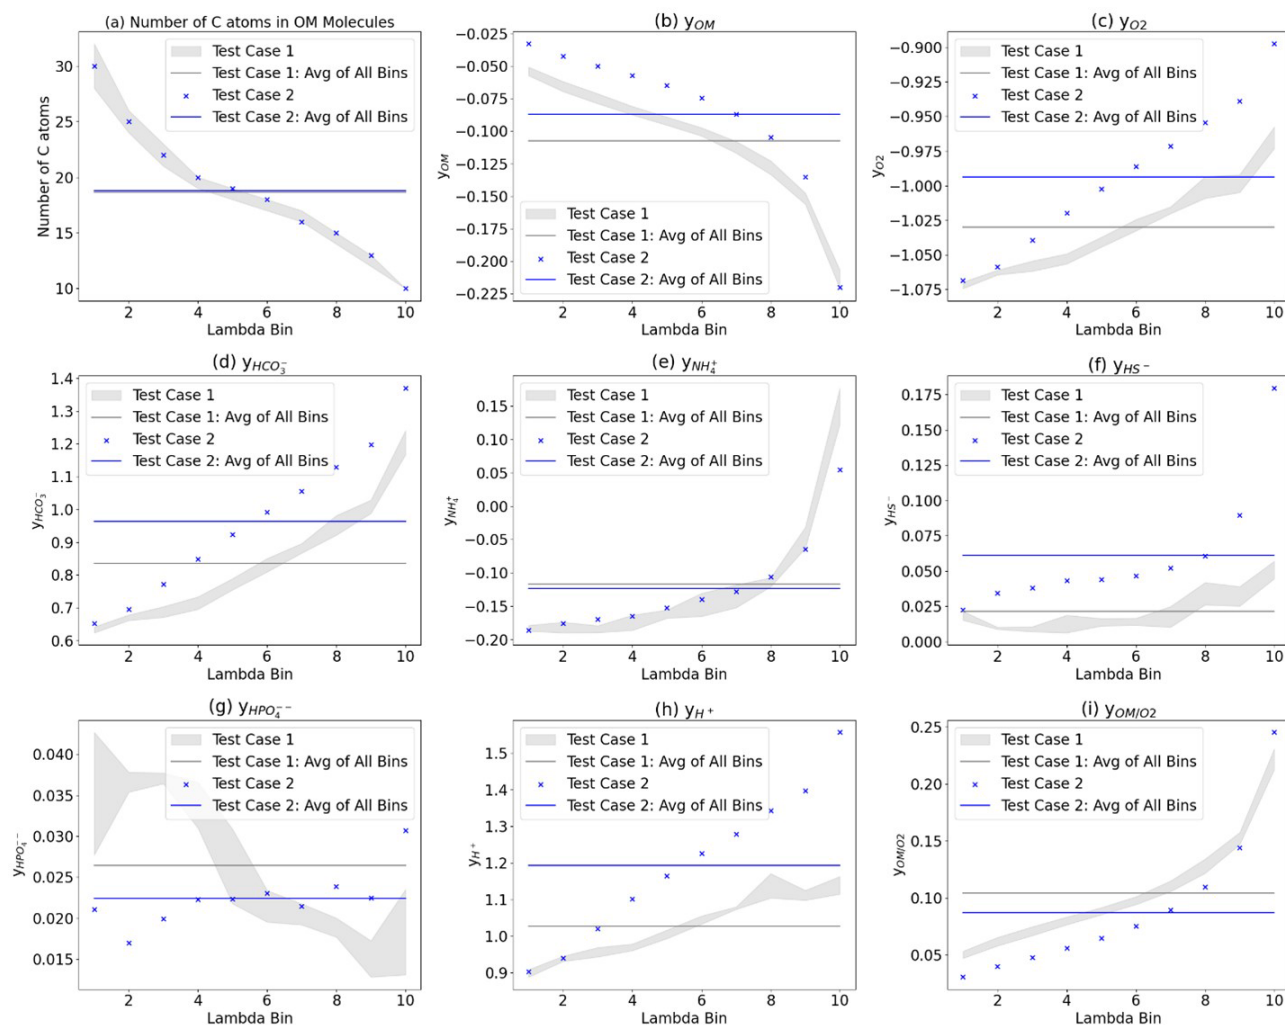 (a) Number of C atoms in OM Molecules
Number of C atoms
30
25
20
15
10
Test Case 1
Test Case 1: Avg of All Bins
Test Case 2
Test Case 2: Avg of All Bins
2 4 6 8 10
Lambda Bin
(b) y_OM
y_OM
−0.025
−0.050
−0.075
−0.100
−0.125
−0.150
−0.175
−0.200
−0.225
Test Case 1
Test Case 1: Avg of All Bins
Test Case 2
Test Case 2: Avg of All Bins
2 4 6 8 10
Lambda Bin
(c) y_O2
y_O2
−0.900
−0.925
−0.950
−0.975
−1.000
−1.025
−1.050
−1.075
Test Case 1
Test Case 1: Avg of All Bins
Test Case 2
Test Case 2: Avg of All Bins
2 4 6 8 10
Lambda Bin
(d) y_HCO₃⁻
y_HCO₃⁻
1.4
1.3
1.2
1.1
1.0
0.9
0.8
0.7
0.6
Test Case 1
Test Case 1: Avg of All Bins
Test Case 2
Test Case 2: Avg of All Bins
2 4 6 8 10
Lambda Bin
(e) y_NH₄⁺
y_NH₄⁺
0.15
0.10
0.05
0.00
−0.05
−0.10
−0.15
−0.20
Test Case 1
Test Case 1: Avg of All Bins
Test Case 2
Test Case 2: Avg of All Bins
2 4 6 8 10
Lambda Bin
(f) y_HS⁻
y_HS⁻
0.175
0.150
0.125
0.100
0.075
0.050
0.025
0.000
Test Case 1
Test Case 1: Avg of All Bins
Test Case 2
Test Case 2: Avg of All Bins
2 4 6 8 10
Lambda Bin
(g) y_HPO₄⁻⁻
y_HPO₄⁻⁻
0.040
0.035
0.030
0.025
0.020
0.015
Test Case 1
Test Case 1: Avg of All Bins
Test Case 2
Test Case 2: Avg of All Bins
2 4 6 8 10
Lambda Bin
(h) y_H⁺
y_H⁺
1.5
1.4
1.3
1.2
1.1
1.0
0.9
Test Case 1
Test Case 1: Avg of All Bins
Test Case 2
Test Case 2: Avg of All Bins
2 4 6 8 10
Lambda Bin
(i) y_OM/O2
y_OM/O2
0.25
0.20
0.15
0.10
0.05
Test Case 1
Test Case 1: Avg of All Bins
Test Case 2
Test Case 2: Avg of All Bins
2 4 6 8 10
Lambda Bin